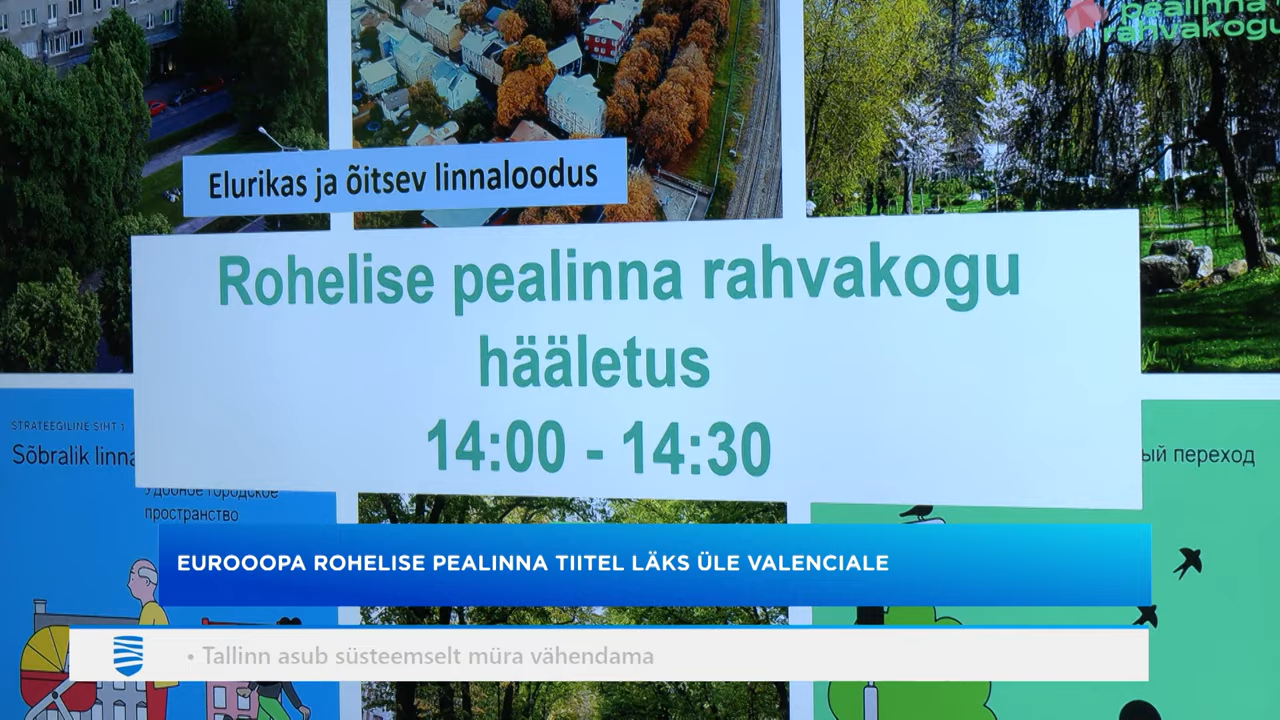 pealinna
rahvakogu
Elurikas ja õitsev linnaloodus
Rohelise pealinna rahvakogu
hääletus
14:00 - 14:30
STRATEEGILINE SIHT 1
Sõbralik linna
Удобное городское
пространство
ый переход
EUROOOPA ROHELISE PEALINNA TIITEL LÄKS ÜLE VALENCIALE
• Tallinn asub süsteemselt müra vähendama